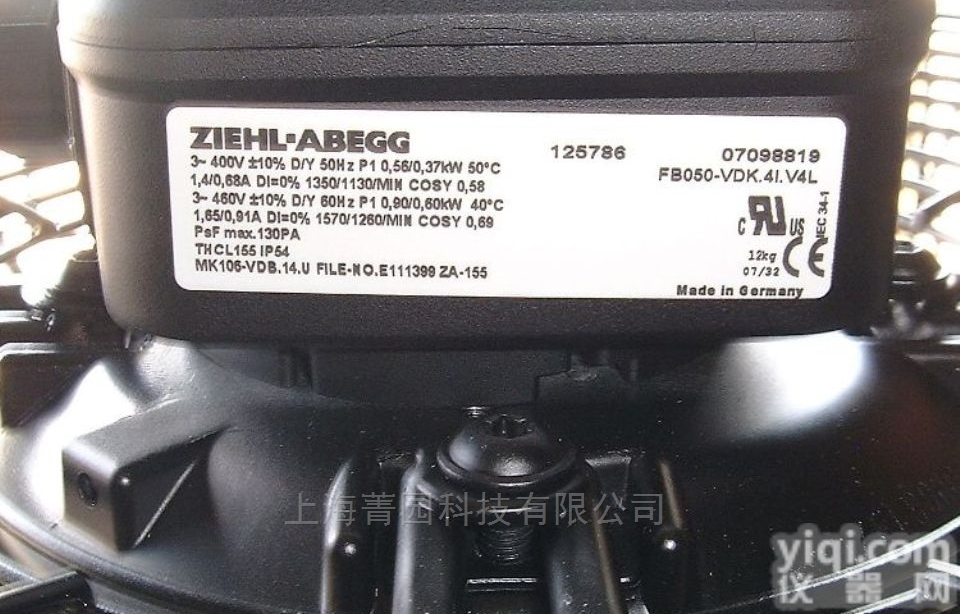 ZIEHL-ABEGG
125786 07098819
3~ 400V ±10% D/Y 50Hz P1 0,56/0,37kW 50°C
FB050-VDK.4I.V4L
1,4/0,68A DI=0% 1350/1130/MIN COSY 0,58
3~ 460V ±10% D/Y 60Hz P1 0,90/0,60kW 40°C
1,65/0,91A DI=0% 1570/1260/MIN COSY 0,69
PsF max.130PA
THCL155 IP54
MK106-VDB.14.U FILE-NO.E111399 ZA-155
c RU US
IEC 34-1
12kg
07/32
CE
Made in Germany
上海菁园科技有限公司
yiqi.com
仪器网